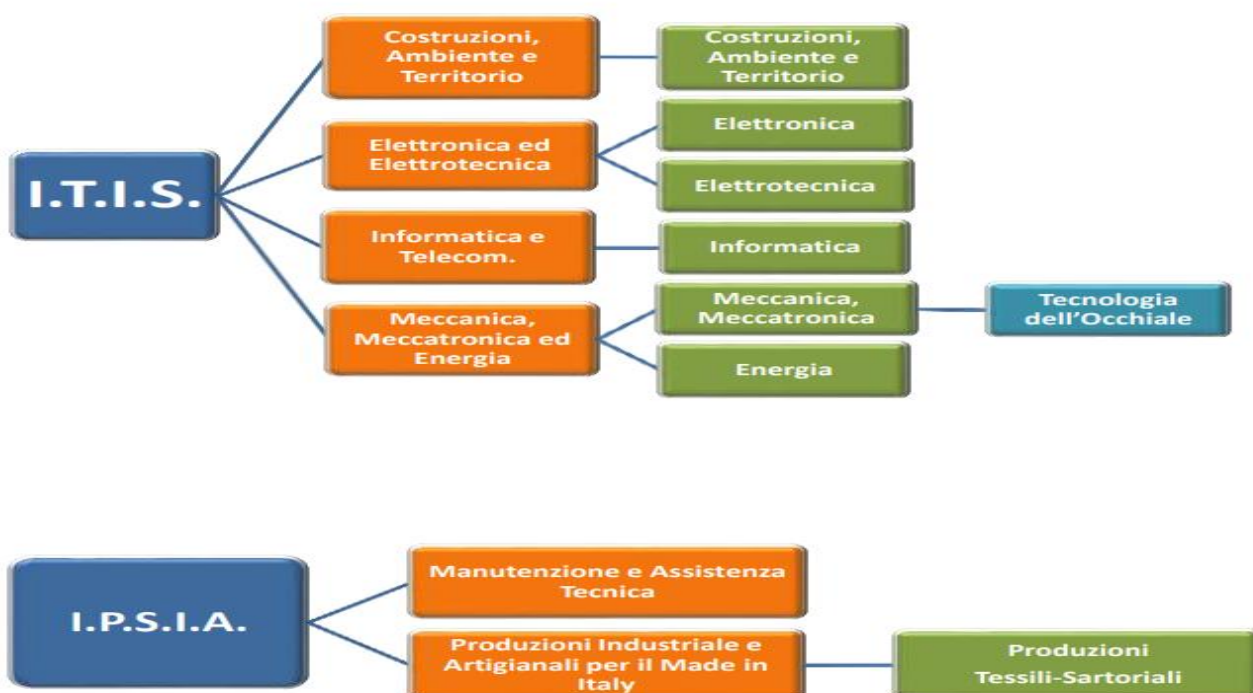 I.T.I.S.
Costruzioni,
Ambiente e
Territorio
Costruzioni,
Ambiente e
Territorio
Elettronica ed
Elettrotecnica
Elettronica
Elettrotecnica
Informatica e
Telecom.
Informatica
Meccanica,
Meccatronica ed
Energia
Meccanica,
Meccatronica
Tecnologia
dell'Occhiale
Energia
I.P.S.I.A.
Manutenzione e Assistenza
Tecnica
Produzioni Industriale e
Artigianali per il Made in
Italy
Produzioni
Tessili-Sartoriali